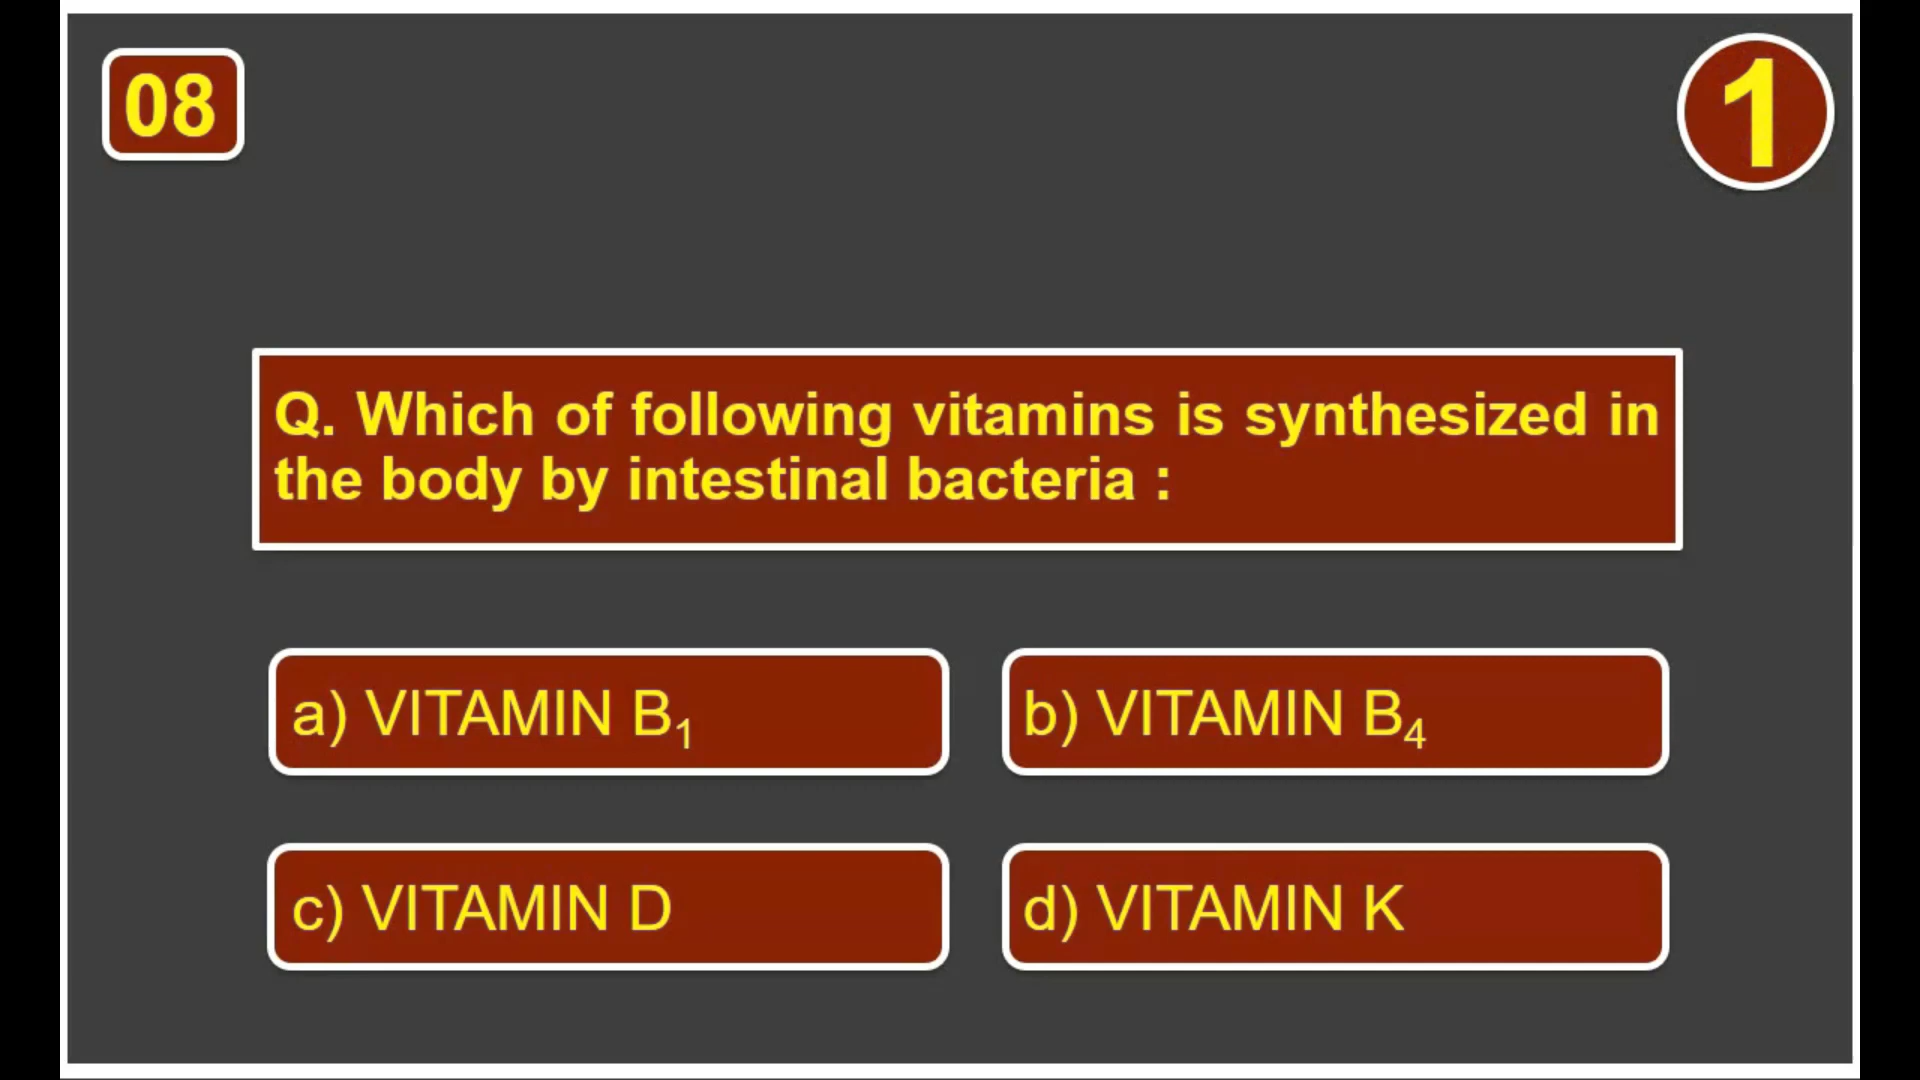 08
1
Q. Which of following vitamins is synthesized in
the body by intestinal bacteria :
a) VITAMIN B₁
b) VITAMIN B₄
c) VITAMIN D
d) VITAMIN K